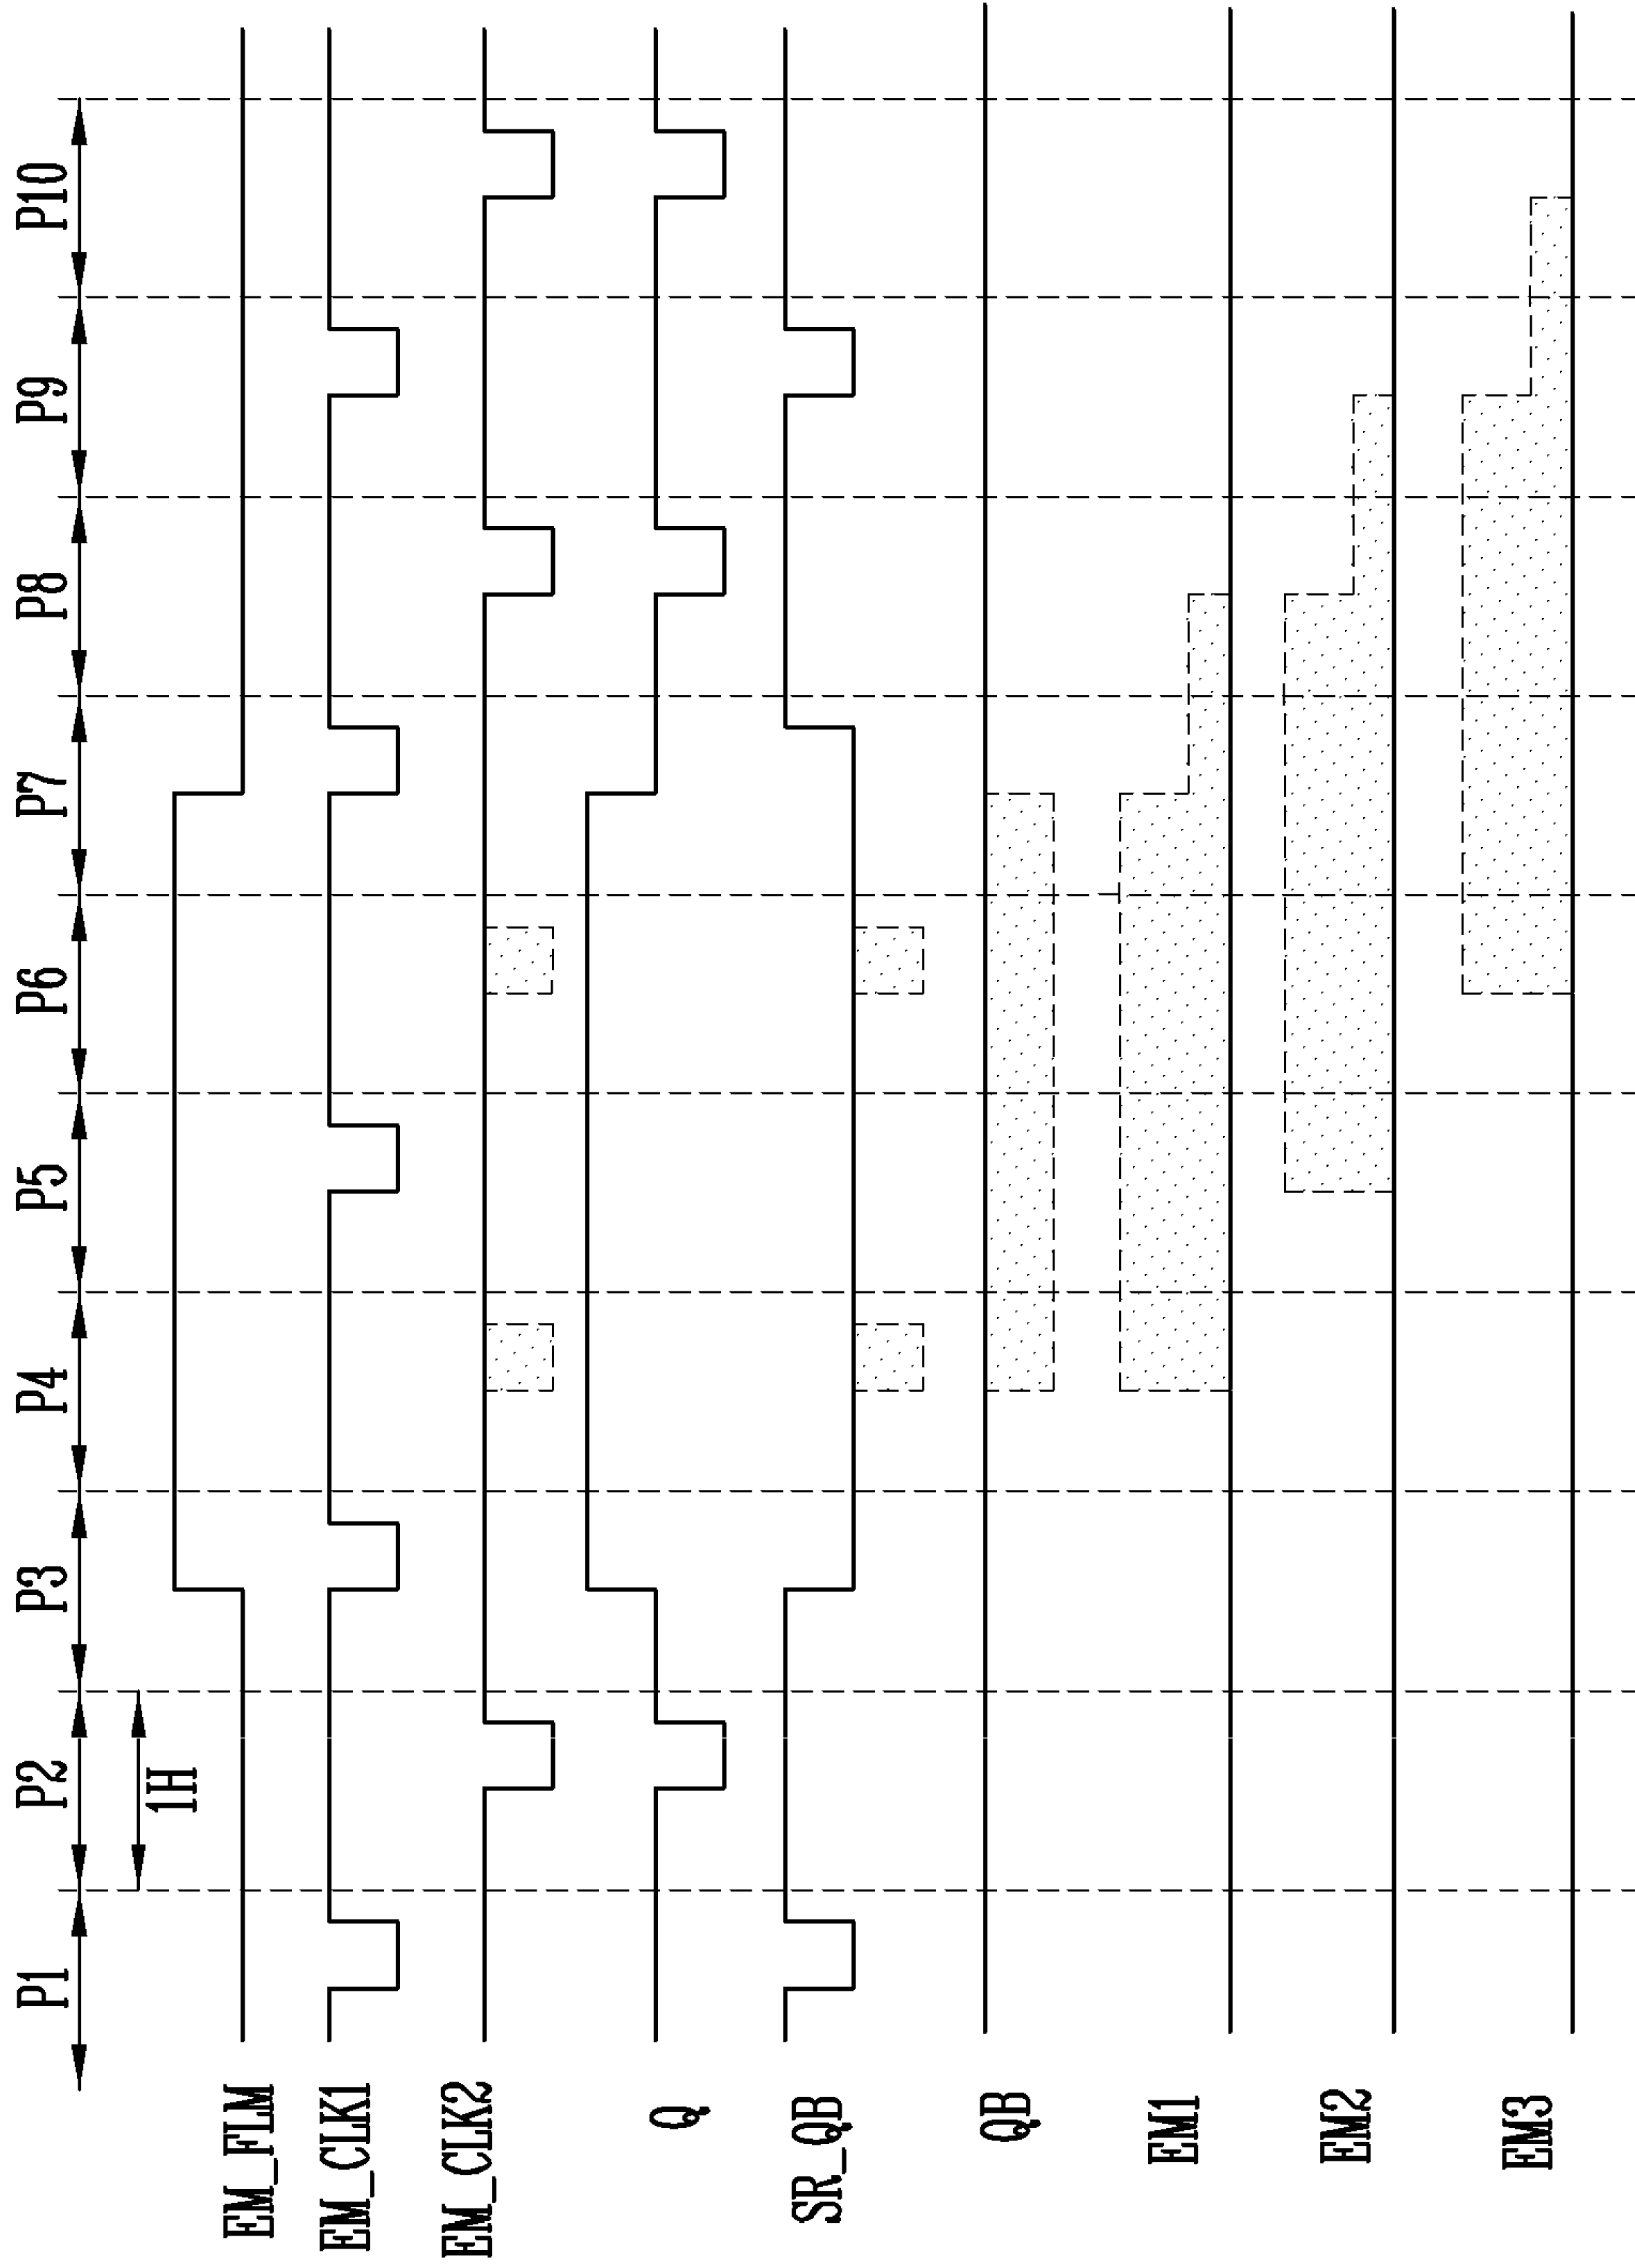 P1 P2 P3 P4 P5 P6 P7 P8 P9 P10
1H
EM_FLM
EM_CLK1
EM_CLK2
Q
SR_QB
QB
EM1
EM2
EM3